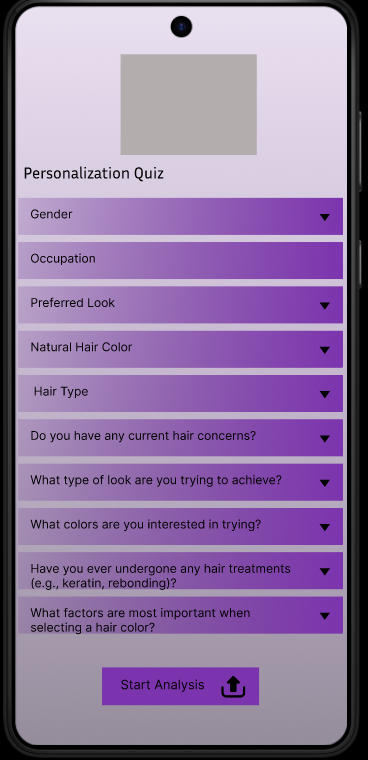 Personalization Quiz
Gender
Occupation
Preferred Look
Natural Hair Color
Hair Type
Do you have any current hair concerns?
What type of look are you trying to achieve?
What colors are you interested in trying?
Have you ever undergone any hair treatments
(e.g., keratin, rebonding)?
What factors are most important when
selecting a hair color?
Start Analysis